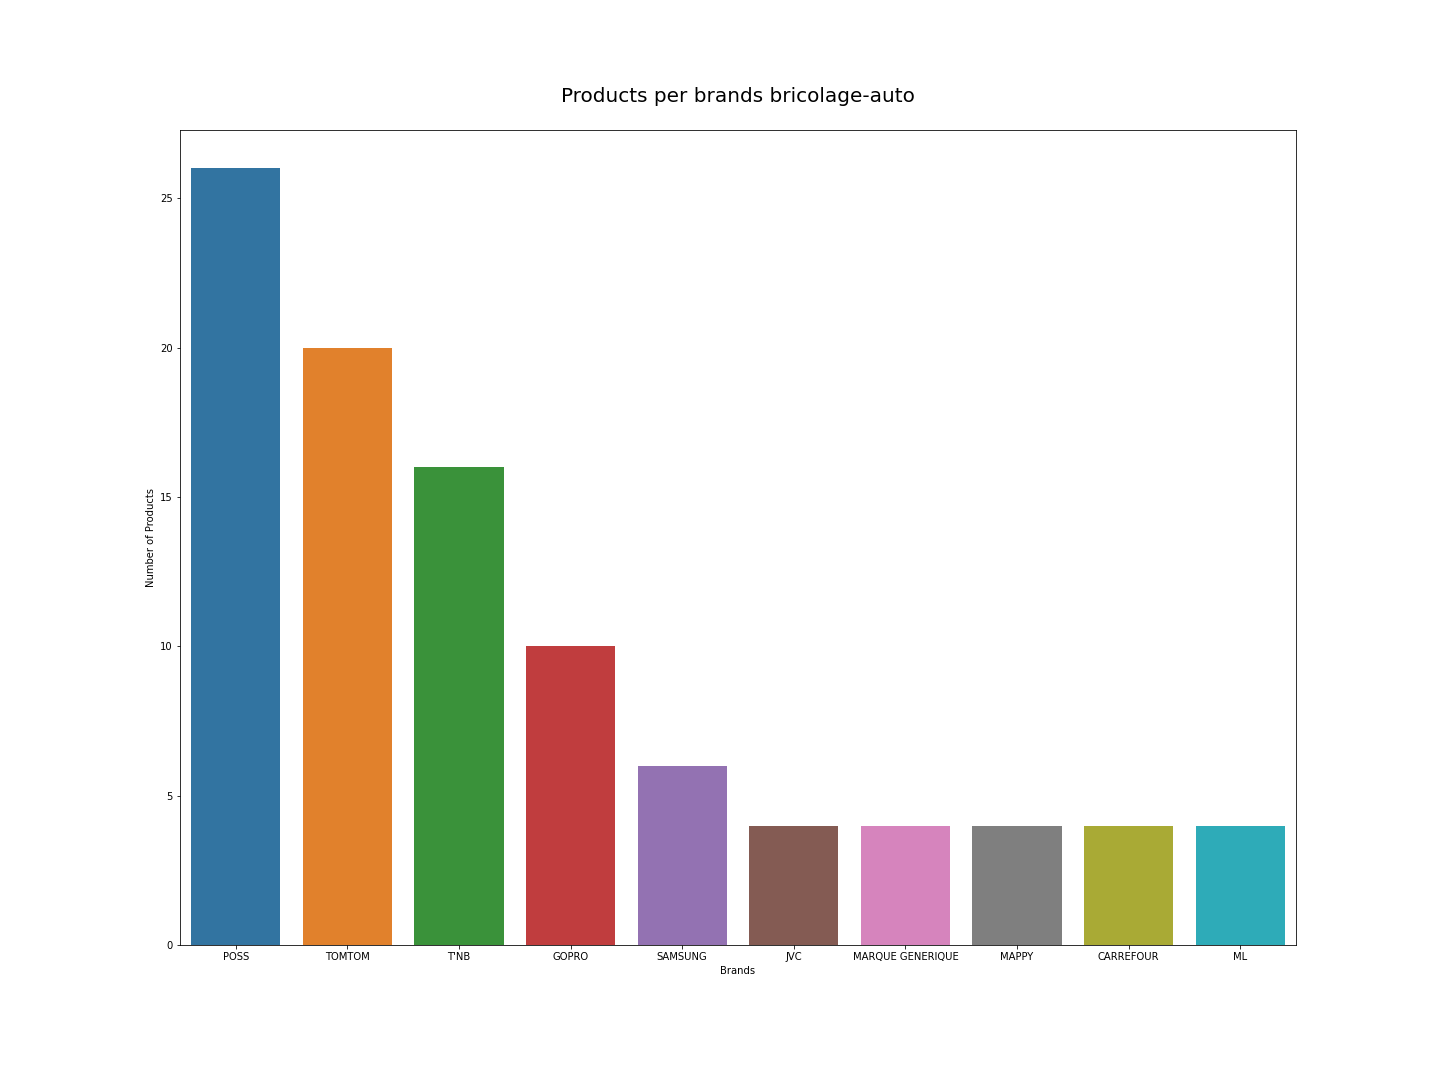 Products per brands bricolage-auto
25
20
15
10
5
0
Number of Products
POSS TOMTOM T'NB GOPRO SAMSUNG JVC MARQUE GENERIQUE MAPPY CARREFOUR ML
Brands